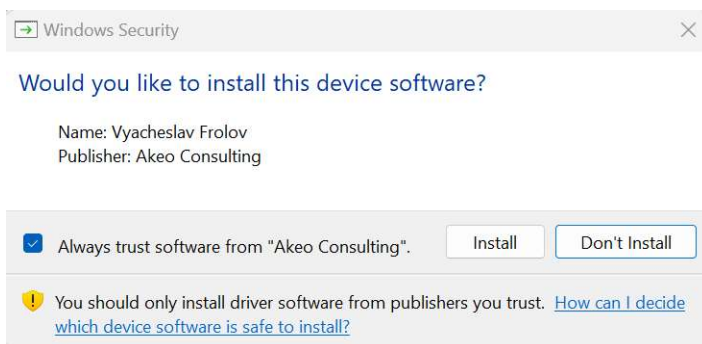 Windows Security
Would you like to install this device software?
Name: Vyacheslav Frolov
Publisher: Akeo Consulting
Always trust software from "Akeo Consulting".
Install
Don't Install
You should only install driver software from publishers you trust. How can I decide
which device software is safe to install?